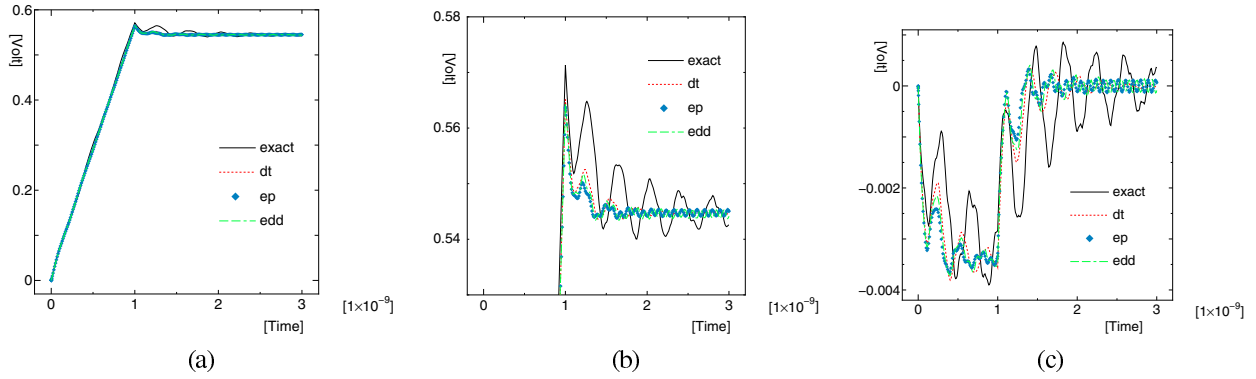 0.6
0.4
0.2
0
[Volt]
exact
dt
ep
edd
0 1 2 3
[Time]
[1×10⁻⁹]
(a)
0.58
0.56
0.54
[Volt]
exact
dt
ep
edd
0 1 2 3
[Time]
[1×10⁻⁹]
(b)
0
−0.002
−0.004
[Volt]
exact
dt
ep
edd
0 1 2 3
[Time]
[1×10⁻⁹]
(c)